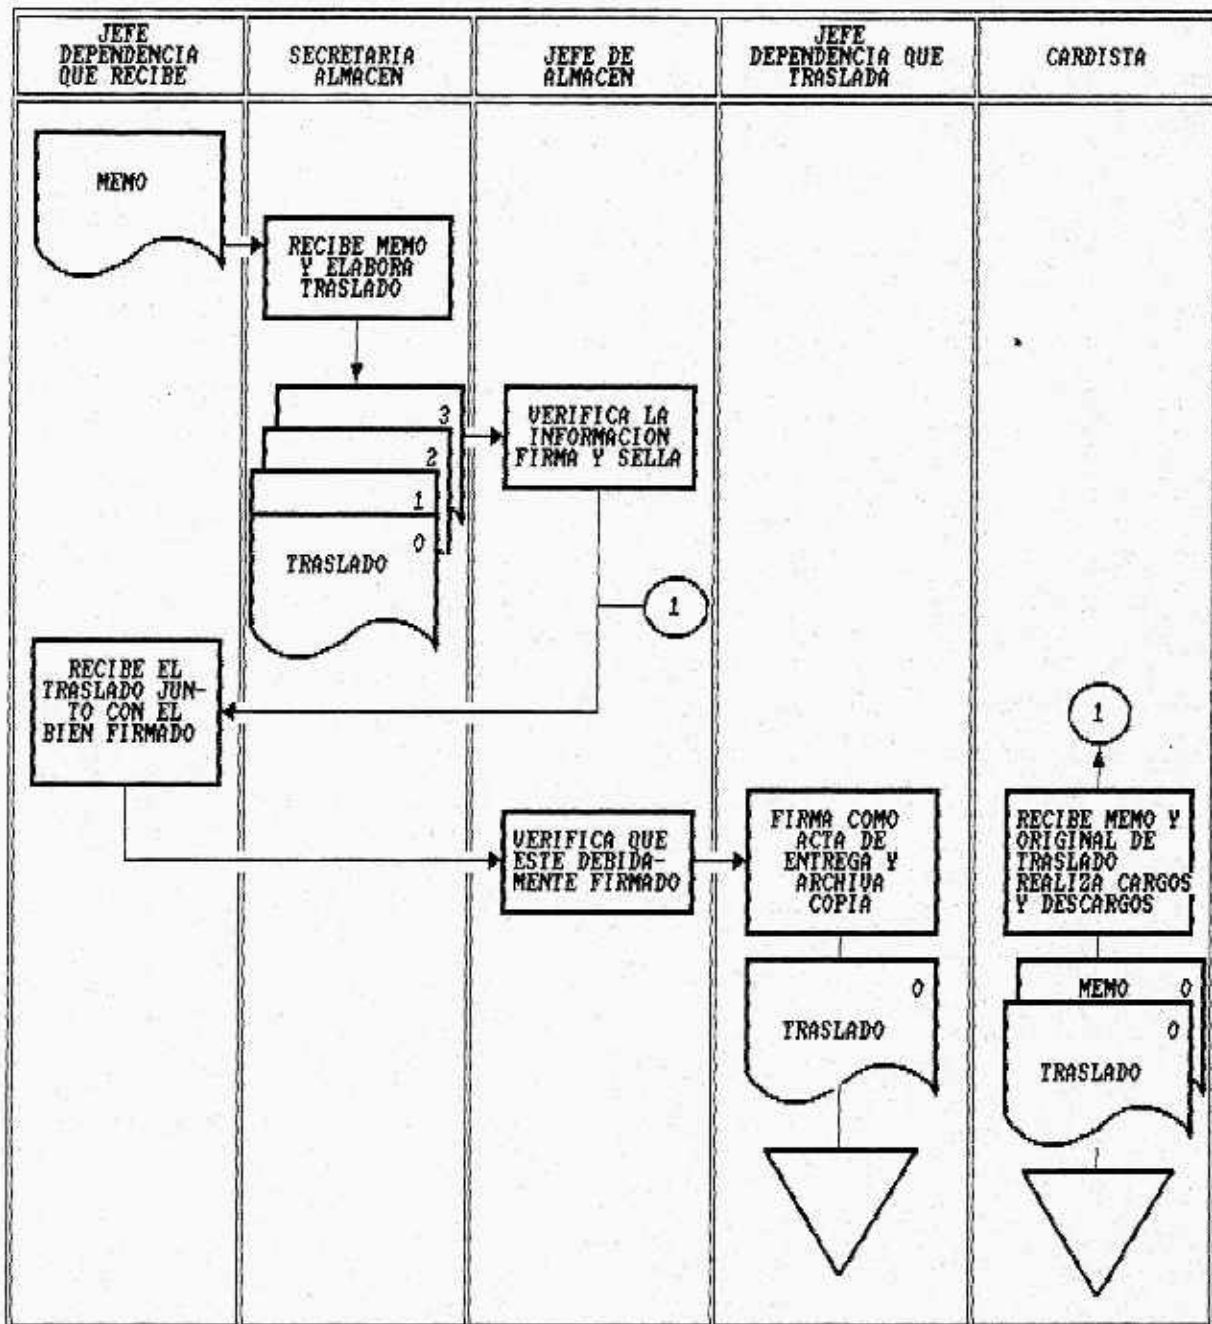 JEFE
DEPENDENCIA
QUE RECIBE
SECRETARIA
ALMACEN
JEFE DE
ALMACEN
JEFE
DEPENDENCIA QUE
TRASLADA
CARDISTA
MEMO
RECIBE MEMO
Y ELABORA
TRASLADO
3
2
1
0
TRASLADO
VERIFICA LA
INFORMACION
FIRMA Y SELLA
1
RECIBE EL
TRASLADO JUN-
TO CON EL
BIEN FIRMADO
VERIFICA QUE
ESTE DEBIDA-
MENTE FIRMADO
FIRMA COMO
ACTA DE
ENTREGA Y
ARCHIVA
COPIA
0
TRASLADO
1
RECIBE MEMO Y
ORIGINAL DE
TRASLADO
REALIZA CARGOS
Y DESCARGOS
MEMO 0
0
TRASLADO